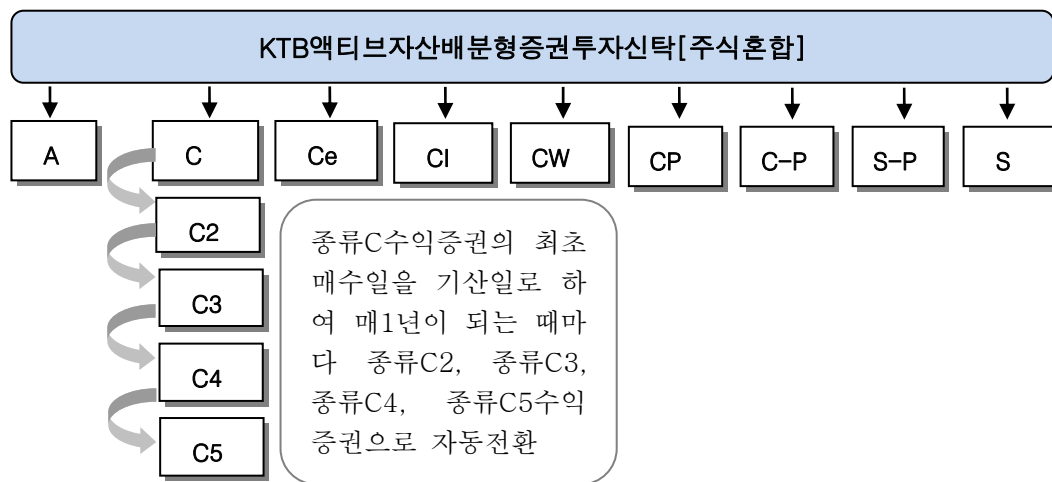 KTB액티브자산배분형증권투자신탁[주식혼합]
A C Ce CI CW CP C-P S-P S
C2
C3
C4
C5
종류C수익증권의 최초
매수일을 기산일로 하
여 매1년이 되는 때마
다 종류C2, 종류C3,
종류C4, 종류C5수익
증권으로 자동전환